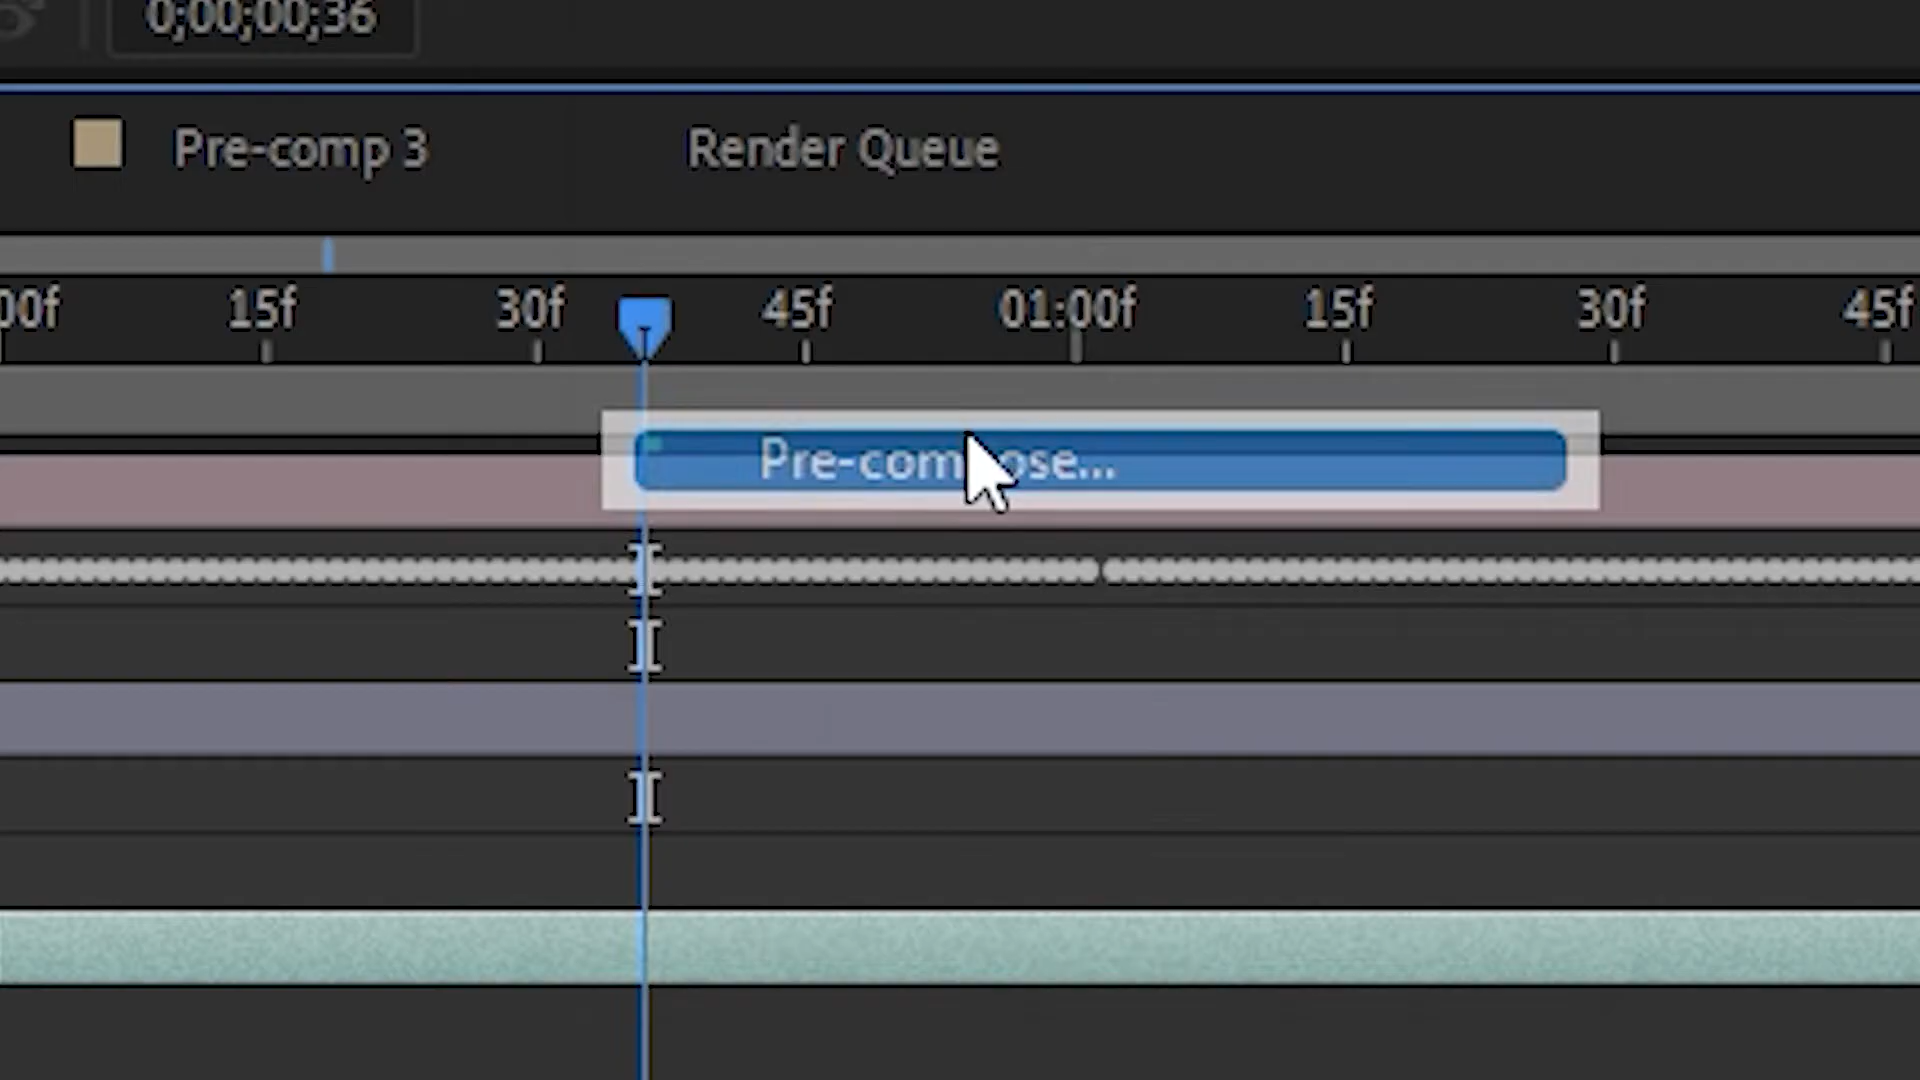 0;00;00;36
Pre-comp 3 Render Queue
00f 15f 30f 45f 01:00f 15f 30f 45f
Pre-compose...